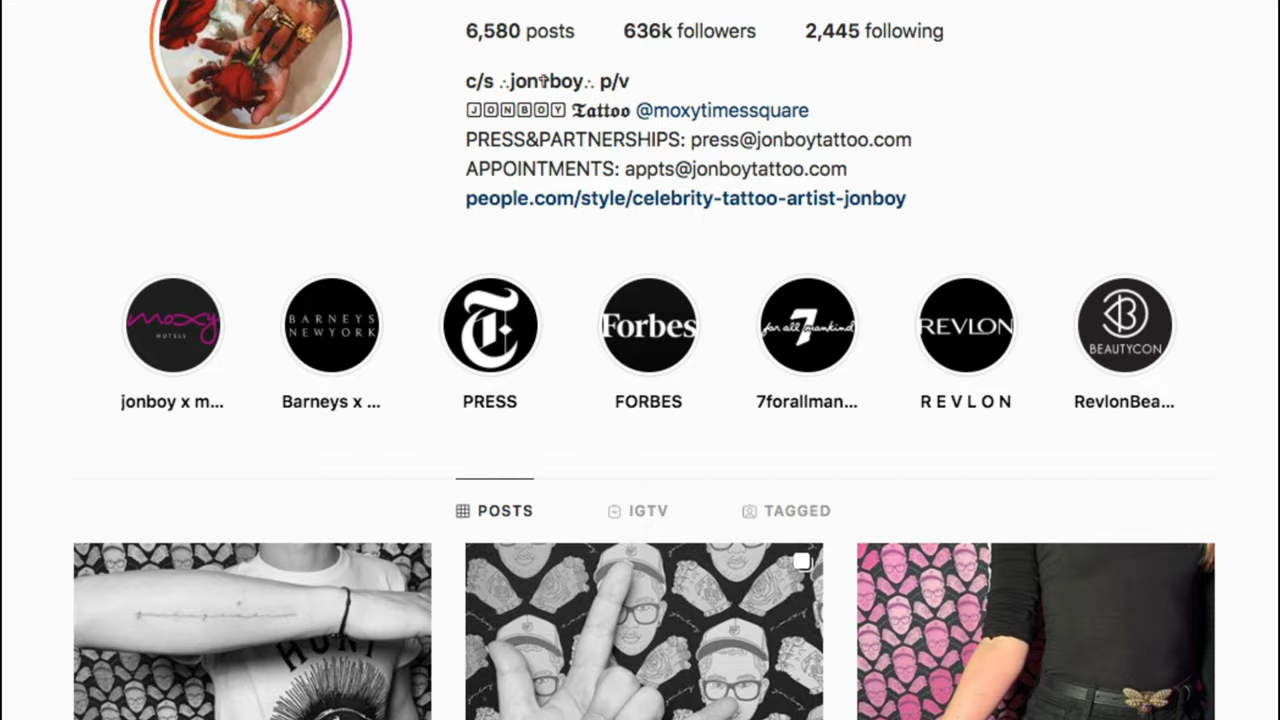 6,580 posts 636k followers 2,445 following
c/s ∴jon✞boy∴ p/v
🄹🄾🄽🄱🄾🅈 𝕿𝖆𝖙𝖙𝖔𝖔 @moxytimessquare
PRESS&PARTNERSHIPS: press@jonboytattoo.com
APPOINTMENTS: appts@jonboytattoo.com
people.com/style/celebrity-tattoo-artist-jonboy
moxy
HOTELS
BARNEYS
NEWYORK
T
Forbes
for all 7 mankind
REVLON
B
BEAUTYCON
jonboy x m...
Barneys x ...
PRESS
FORBES
7forallman...
R E V L O N
RevlonBea...
POSTS
IGTV
TAGGED
HUNT